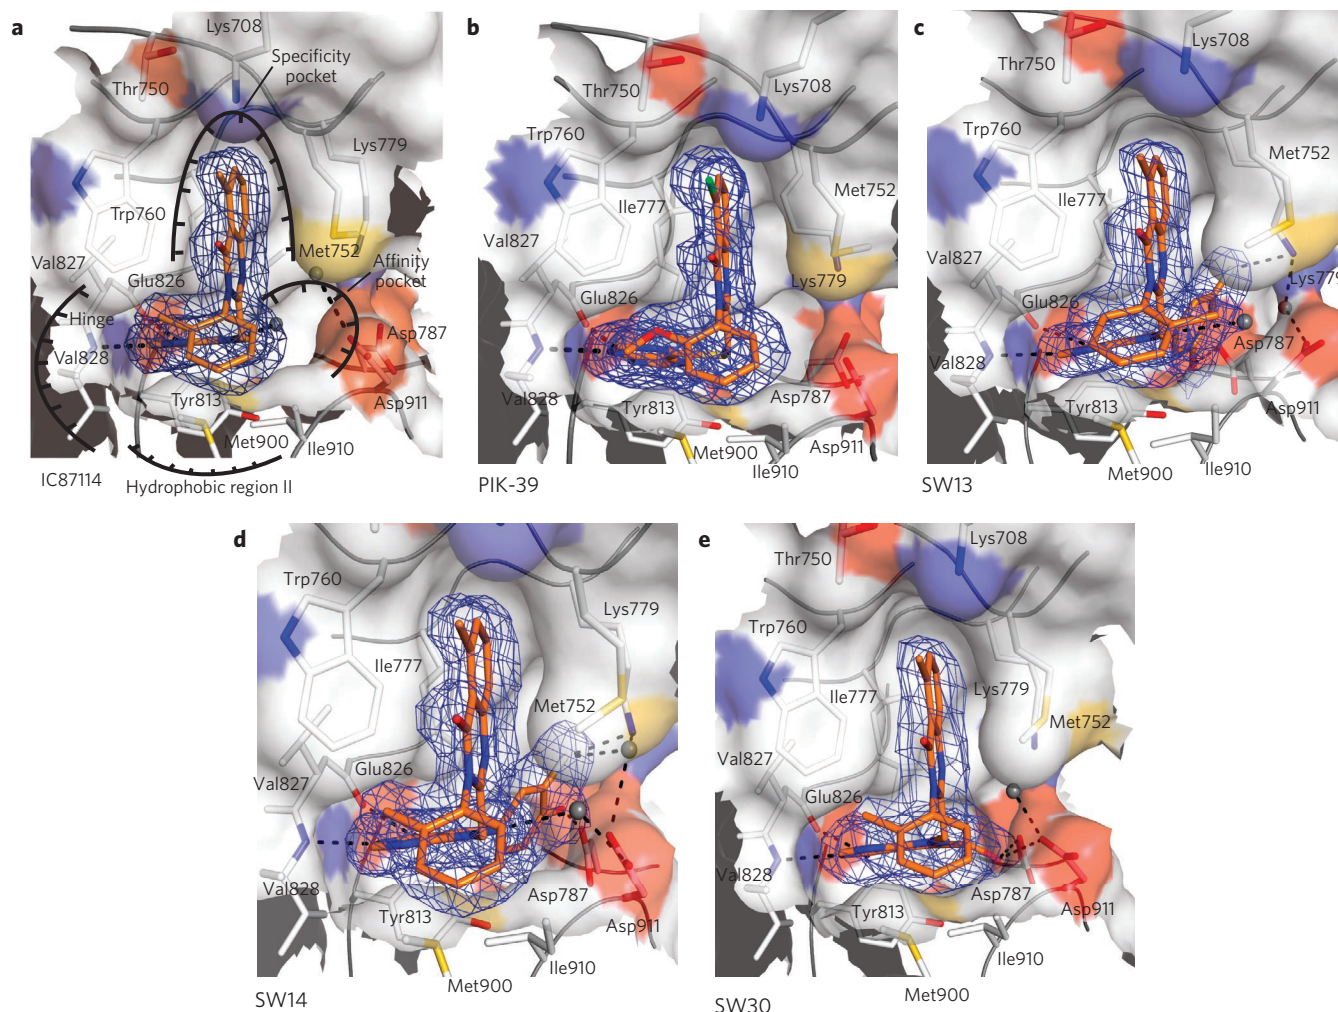 a
Lys708
Specificity
pocket
Thr750
Lys779
Trp760
Met752
Val827
Glu826
Affinity
pocket
Hinge
Asp787
Val828
Tyr813
Asp911
Met900
Ile910
IC87114
Hydrophobic region II
b
Thr750
Lys708
Trp760
Met752
Ile777
Val827
Lys779
Glu826
Val828
Tyr813
Asp787
Met900
Asp911
Ile910
PIK-39
c
Lys708
Thr750
Trp760
Met752
Ile777
Val827
Lys779
Glu826
Asp787
Val828
Tyr813
Asp911
Met900
Ile910
SW13
d
Trp760
Lys779
Ile777
Met752
Val827
Glu826
Val828
Asp787
Tyr813
Asp911
Ile910
Met900
SW14
e
Lys708
Thr750
Trp760
Ile777
Lys779
Met752
Val827
Glu826
Val828
Asp787
Tyr813
Asp911
Ile910
Met900
SW30